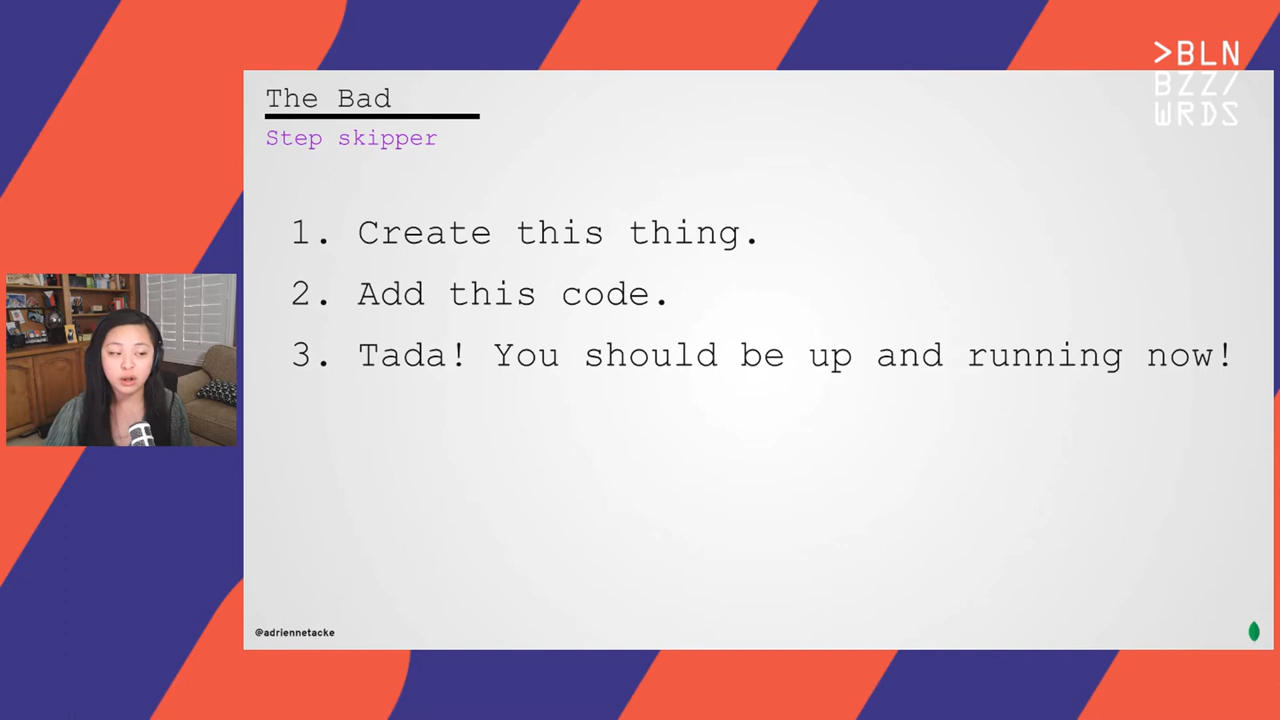 >BLN
BZZ/
WRDS
The Bad
Step skipper
1. Create this thing.
2. Add this code.
3. Tada! You should be up and running now!
@adriennetacke